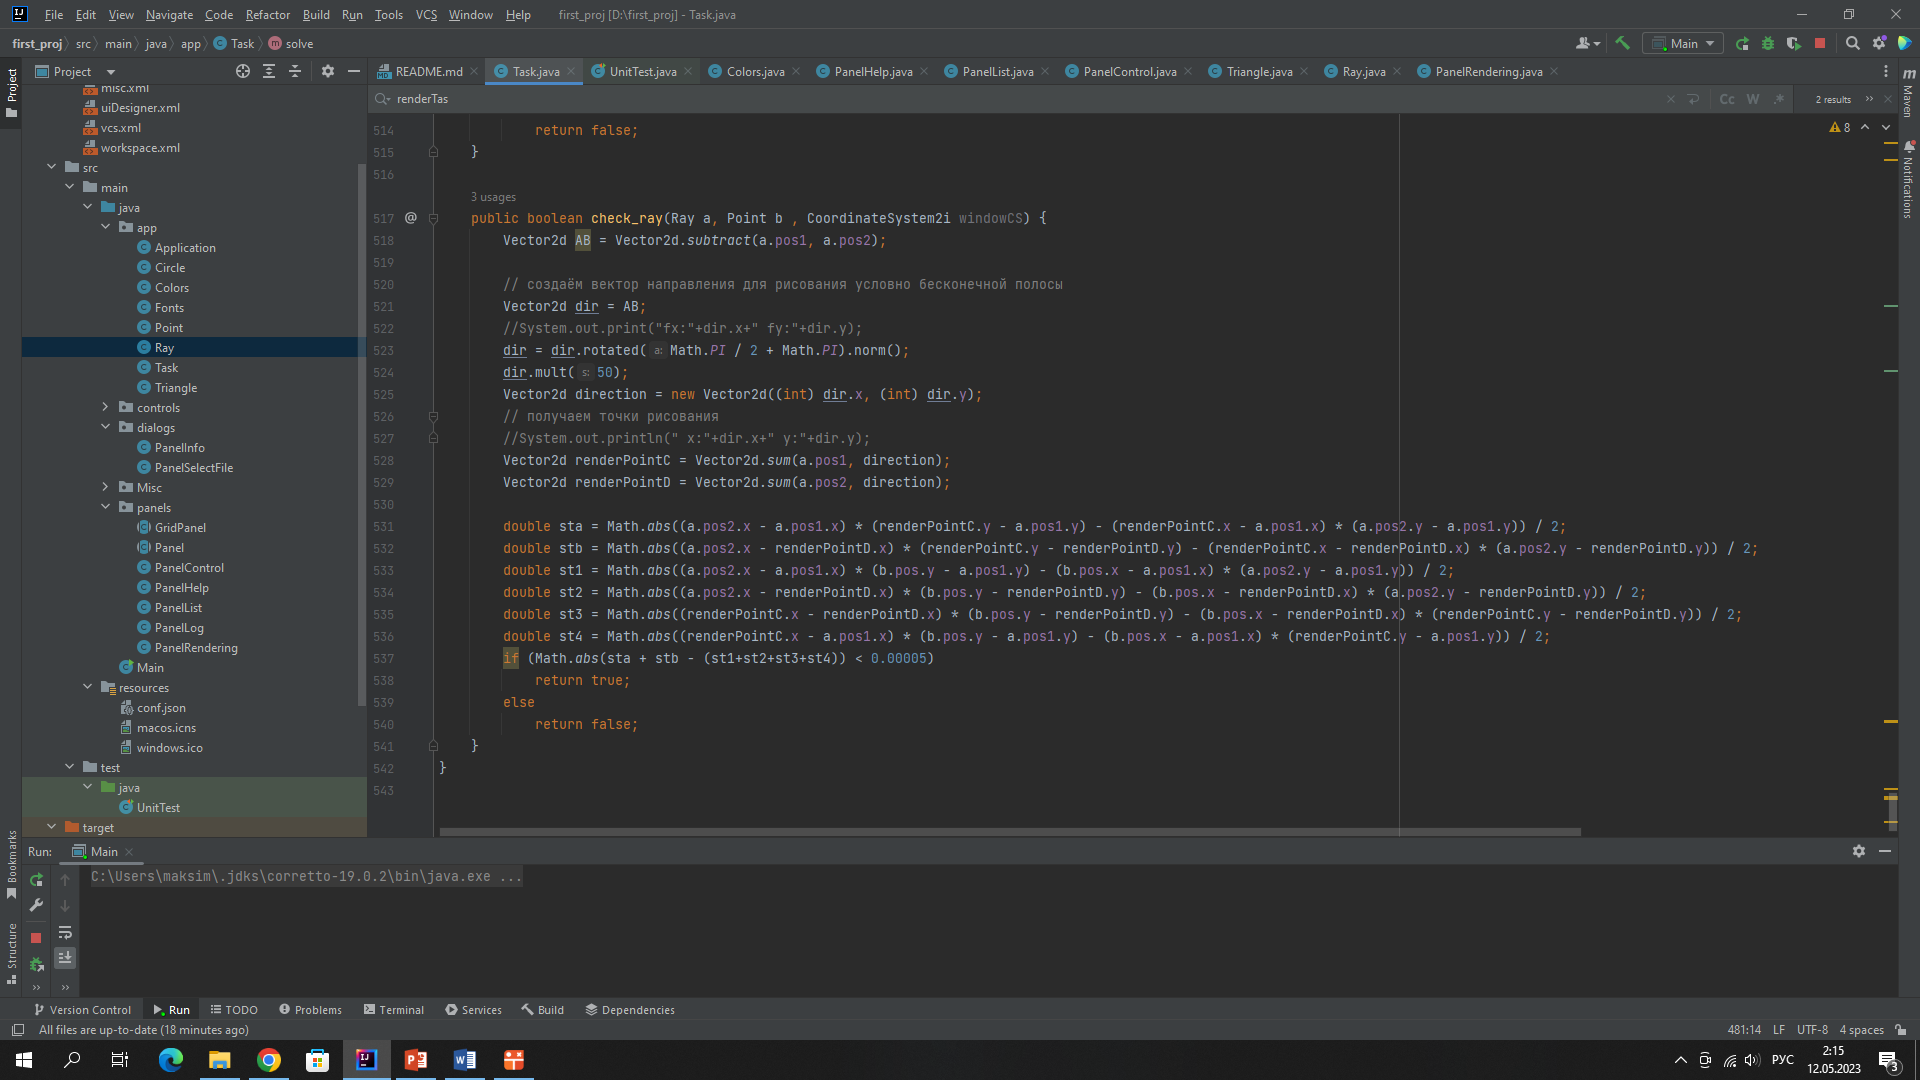 File Edit View Navigate Code Refactor Build Run Tools VCS Window Help first_proj [D:\first_proj] - Task.java
first_proj src main java app Task solve
Main
Project
README.md Task.java UnitTest.java Colors.java PanelHelp.java PanelList.java PanelControl.java Triangle.java Ray.java PanelRendering.java
renderTas
Cc W .* 2 results
8
Project
Maven
Notifications
misc.xml
uiDesigner.xml
vcs.xml
workspace.xml
src
main
java
app
Application
Circle
Colors
Fonts
Point
Ray
Task
Triangle
controls
dialogs
PanelInfo
PanelSelectFile
Misc
panels
GridPanel
Panel
PanelControl
PanelHelp
PanelList
PanelLog
PanelRendering
Main
resources
conf.json
macos.icns
windows.ico
test
java
UnitTest
target
514 return false;
515 }
516
3 usages
517 @ public boolean check_ray(Ray a, Point b , CoordinateSystem2i windowCS) {
518 Vector2d AB = Vector2d.subtract(a.pos1, a.pos2);
519
520 // создаём вектор направления для рисования условно бесконечной полосы
521 Vector2d dir = AB;
522 //System.out.print("fx:"+dir.x+" fy:"+dir.y);
523 dir = dir.rotated( a: Math.PI / 2 + Math.PI).norm();
524 dir.mult( s: 50);
525 Vector2d direction = new Vector2d((int) dir.x, (int) dir.y);
526 // получаем точки рисования
527 //System.out.println(" x:"+dir.x+" y:"+dir.y);
528 Vector2d renderPointC = Vector2d.sum(a.pos1, direction);
529 Vector2d renderPointD = Vector2d.sum(a.pos2, direction);
530
531 double sta = Math.abs((a.pos2.x - a.pos1.x) * (renderPointC.y - a.pos1.y) - (renderPointC.x - a.pos1.x) * (a.pos2.y - a.pos1.y)) / 2;
532 double stb = Math.abs((a.pos2.x - renderPointD.x) * (renderPointC.y - renderPointD.y) - (renderPointC.x - renderPointD.x) * (a.pos2.y - renderPointD.y)) / 2;
533 double st1 = Math.abs((a.pos2.x - a.pos1.x) * (b.pos.y - a.pos1.y) - (b.pos.x - a.pos1.x) * (a.pos2.y - a.pos1.y)) / 2;
534 double st2 = Math.abs((a.pos2.x - renderPointD.x) * (b.pos.y - renderPointD.y) - (b.pos.x - renderPointD.x) * (a.pos2.y - renderPointD.y)) / 2;
535 double st3 = Math.abs((renderPointC.x - renderPointD.x) * (b.pos.y - renderPointD.y) - (b.pos.x - renderPointD.x) * (renderPointC.y - renderPointD.y)) / 2;
536 double st4 = Math.abs((renderPointC.x - a.pos1.x) * (b.pos.y - a.pos1.y) - (b.pos.x - a.pos1.x) * (renderPointC.y - a.pos1.y)) / 2;
537 if (Math.abs(sta + stb - (st1+st2+st3+st4)) < 0.00005)
538 return true;
539 else
540 return false;
541 }
542 }
543
Bookmarks
Structure
Run: Main
C:\Users\maksim\.jdks\corretto-19.0.2\bin\java.exe ...
Version Control Run TODO Problems Terminal Services Build Dependencies
All files are up-to-date (18 minutes ago) 481:14 LF UTF-8 4 spaces
РУС 2:15
12.05.2023 3